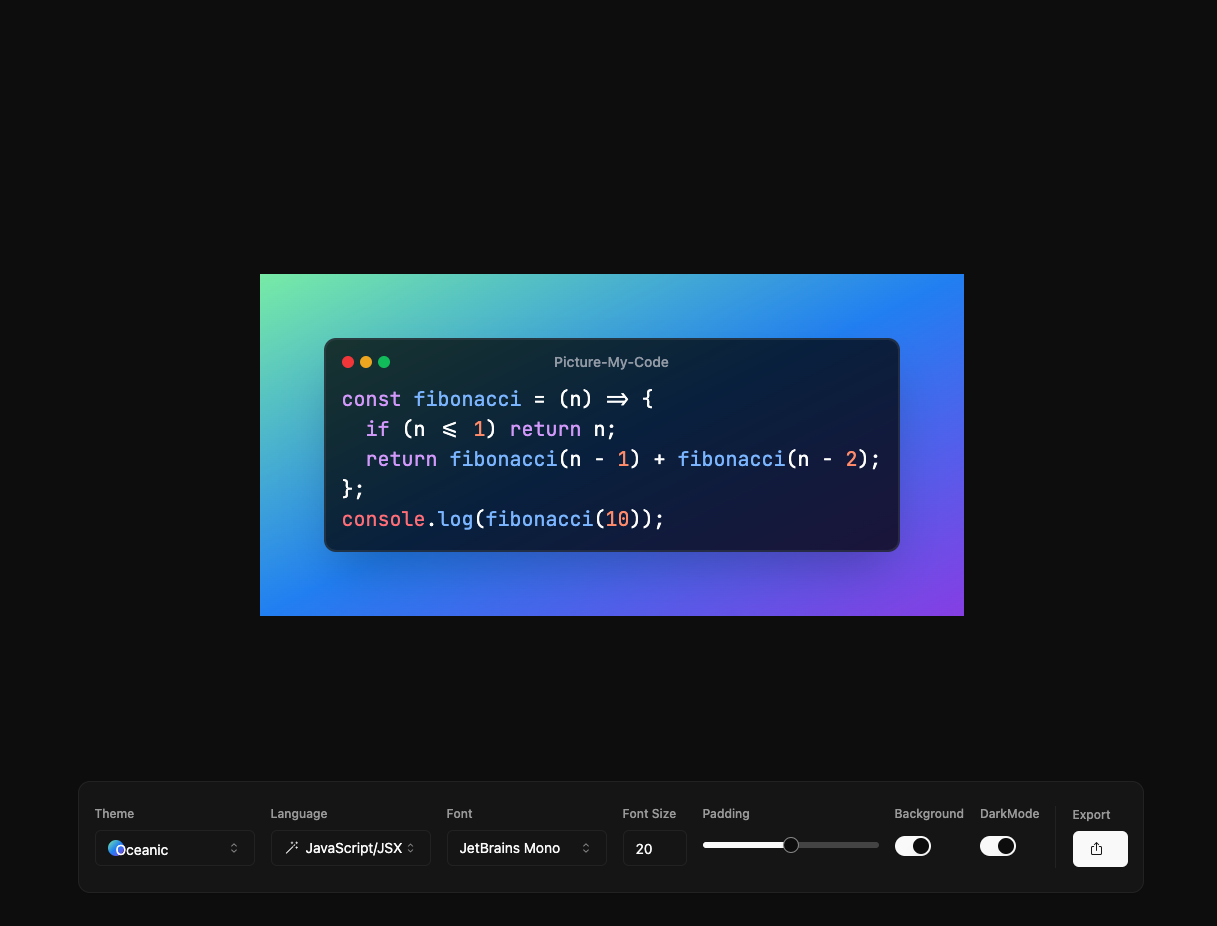 Picture-My-Code
const fibonacci = (n) => {
  if (n <= 1) return n;
  return fibonacci(n - 1) + fibonacci(n - 2);
};
console.log(fibonacci(10));
Theme Language Font Font Size Padding Background DarkMode Export
Oceanic JavaScript/JSX JetBrains Mono 20